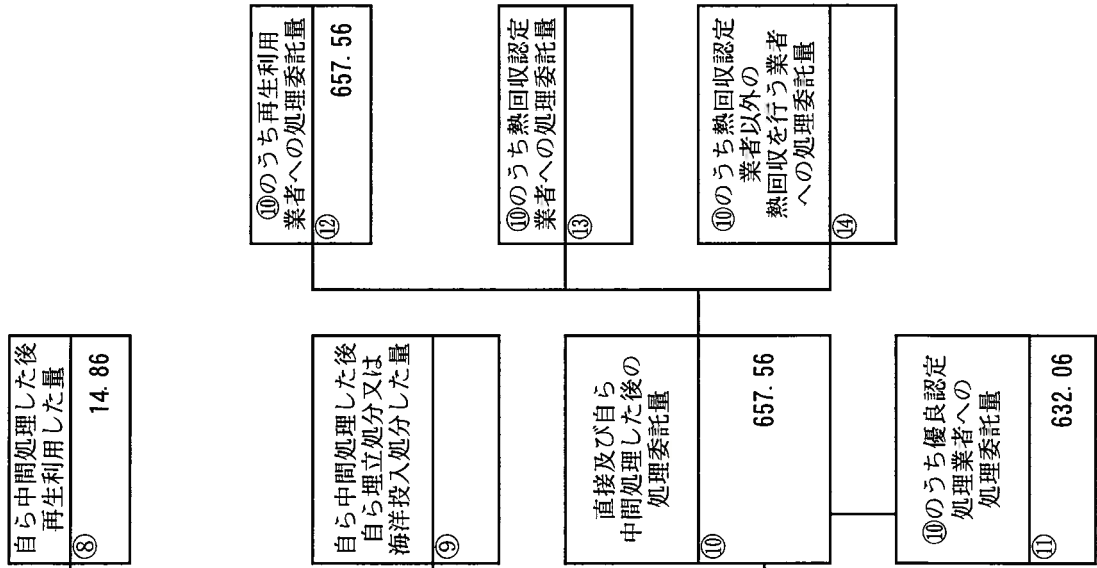 自ら中間処理した後
再生利用した量
⑧
14.86
自ら中間処理した後
自ら埋立処分又は
海洋投入処分した量
⑨
直接及び自ら
中間処理した後の
処理委託量
⑩
657.56
⑩のうち優良認定
処理業者への
処理委託量
⑪
632.06
⑩のうち再生利用
業者への処理委託量
⑫
657.56
⑩のうち熱回収認定
業者への処理委託量
⑬
⑩のうち熱回収認定
業者以外の
熱回収を行う業者
への処理委託量
⑭